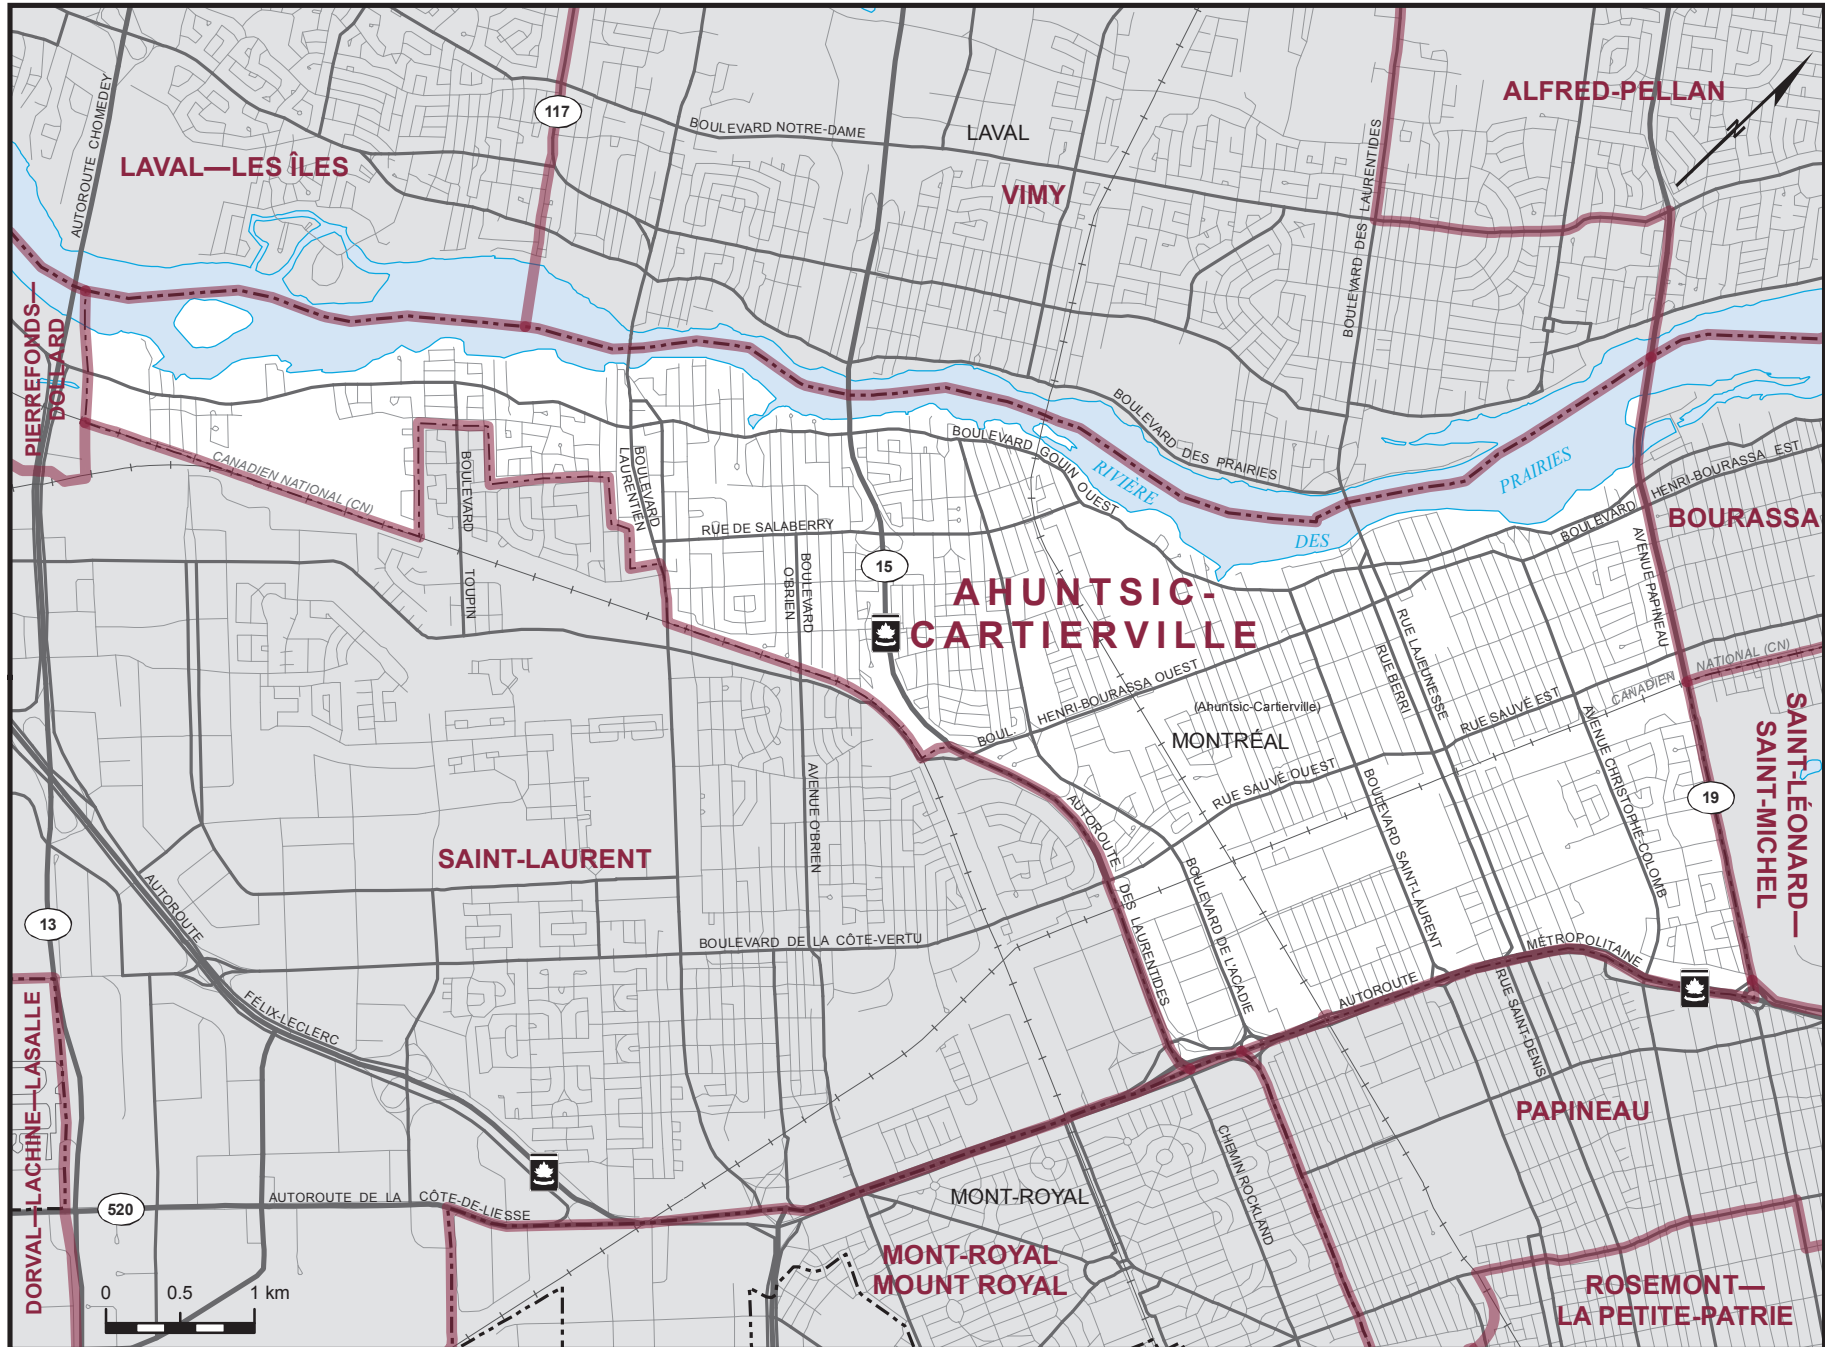 ALFRED-PELLAN
N
AUTOROUTE CHOMEDEY
117
BOULEVARD NOTRE-DAME
LAVAL
LAVAL—LES ÎLES
VIMY
BOULEVARD DES LAURENTIDES
PIERREFONDS—
DOLLARD
BOULEVARD
DES PRAIRIES
BOULEVARD GOUIN OUEST
RIVIÈRE
DES
PRAIRIES
HENRI-BOURASSA EST
BOULEVARD
BOURASSA
CANADIEN NATIONAL (CN)
BOULEVARD
TOUPIN
BOULEVARD
LAURENTIEN
RUE DE SALABERRY
BOULEVARD
O'BRIEN
15
AHUNTSIC-
CARTIERVILLE
AVENUE PAPINEAU
RUE LAJEUNESSE
RUE BERRI
CANADIEN
NATIONAL (CN)
BOUL.
HENRI-BOURASSA OUEST
(Ahuntsic-Cartierville)
MONTRÉAL
RUE SAUVÉ EST
RUE SAUVÉ OUEST
AVENUE CHRISTOPHE-COLOMB
SAINT-LÉONARD—
SAINT-MICHEL
19
AVENUE O'BRIEN
AUTOROUTE
DES LAURENTIDES
BOULEVARD DE L'ACADIE
BOULEVARD SAINT-LAURENT
SAINT-LAURENT
AUTOROUTE
FÉLIX-LECLERC
13
BOULEVARD DE LA CÔTE-VERTU
AUTOROUTE
MÉTROPOLITAINE
RUE SAINT-DENIS
DORVAL—LACHINE—LASALLE
PAPINEAU
CHEMIN ROCKLAND
520
AUTOROUTE DE LA CÔTE-DE-LIESSE
MONT-ROYAL
MONT-ROYAL
MOUNT ROYAL
ROSEMONT—
LA PETITE-PATRIE
0 0.5 1 km